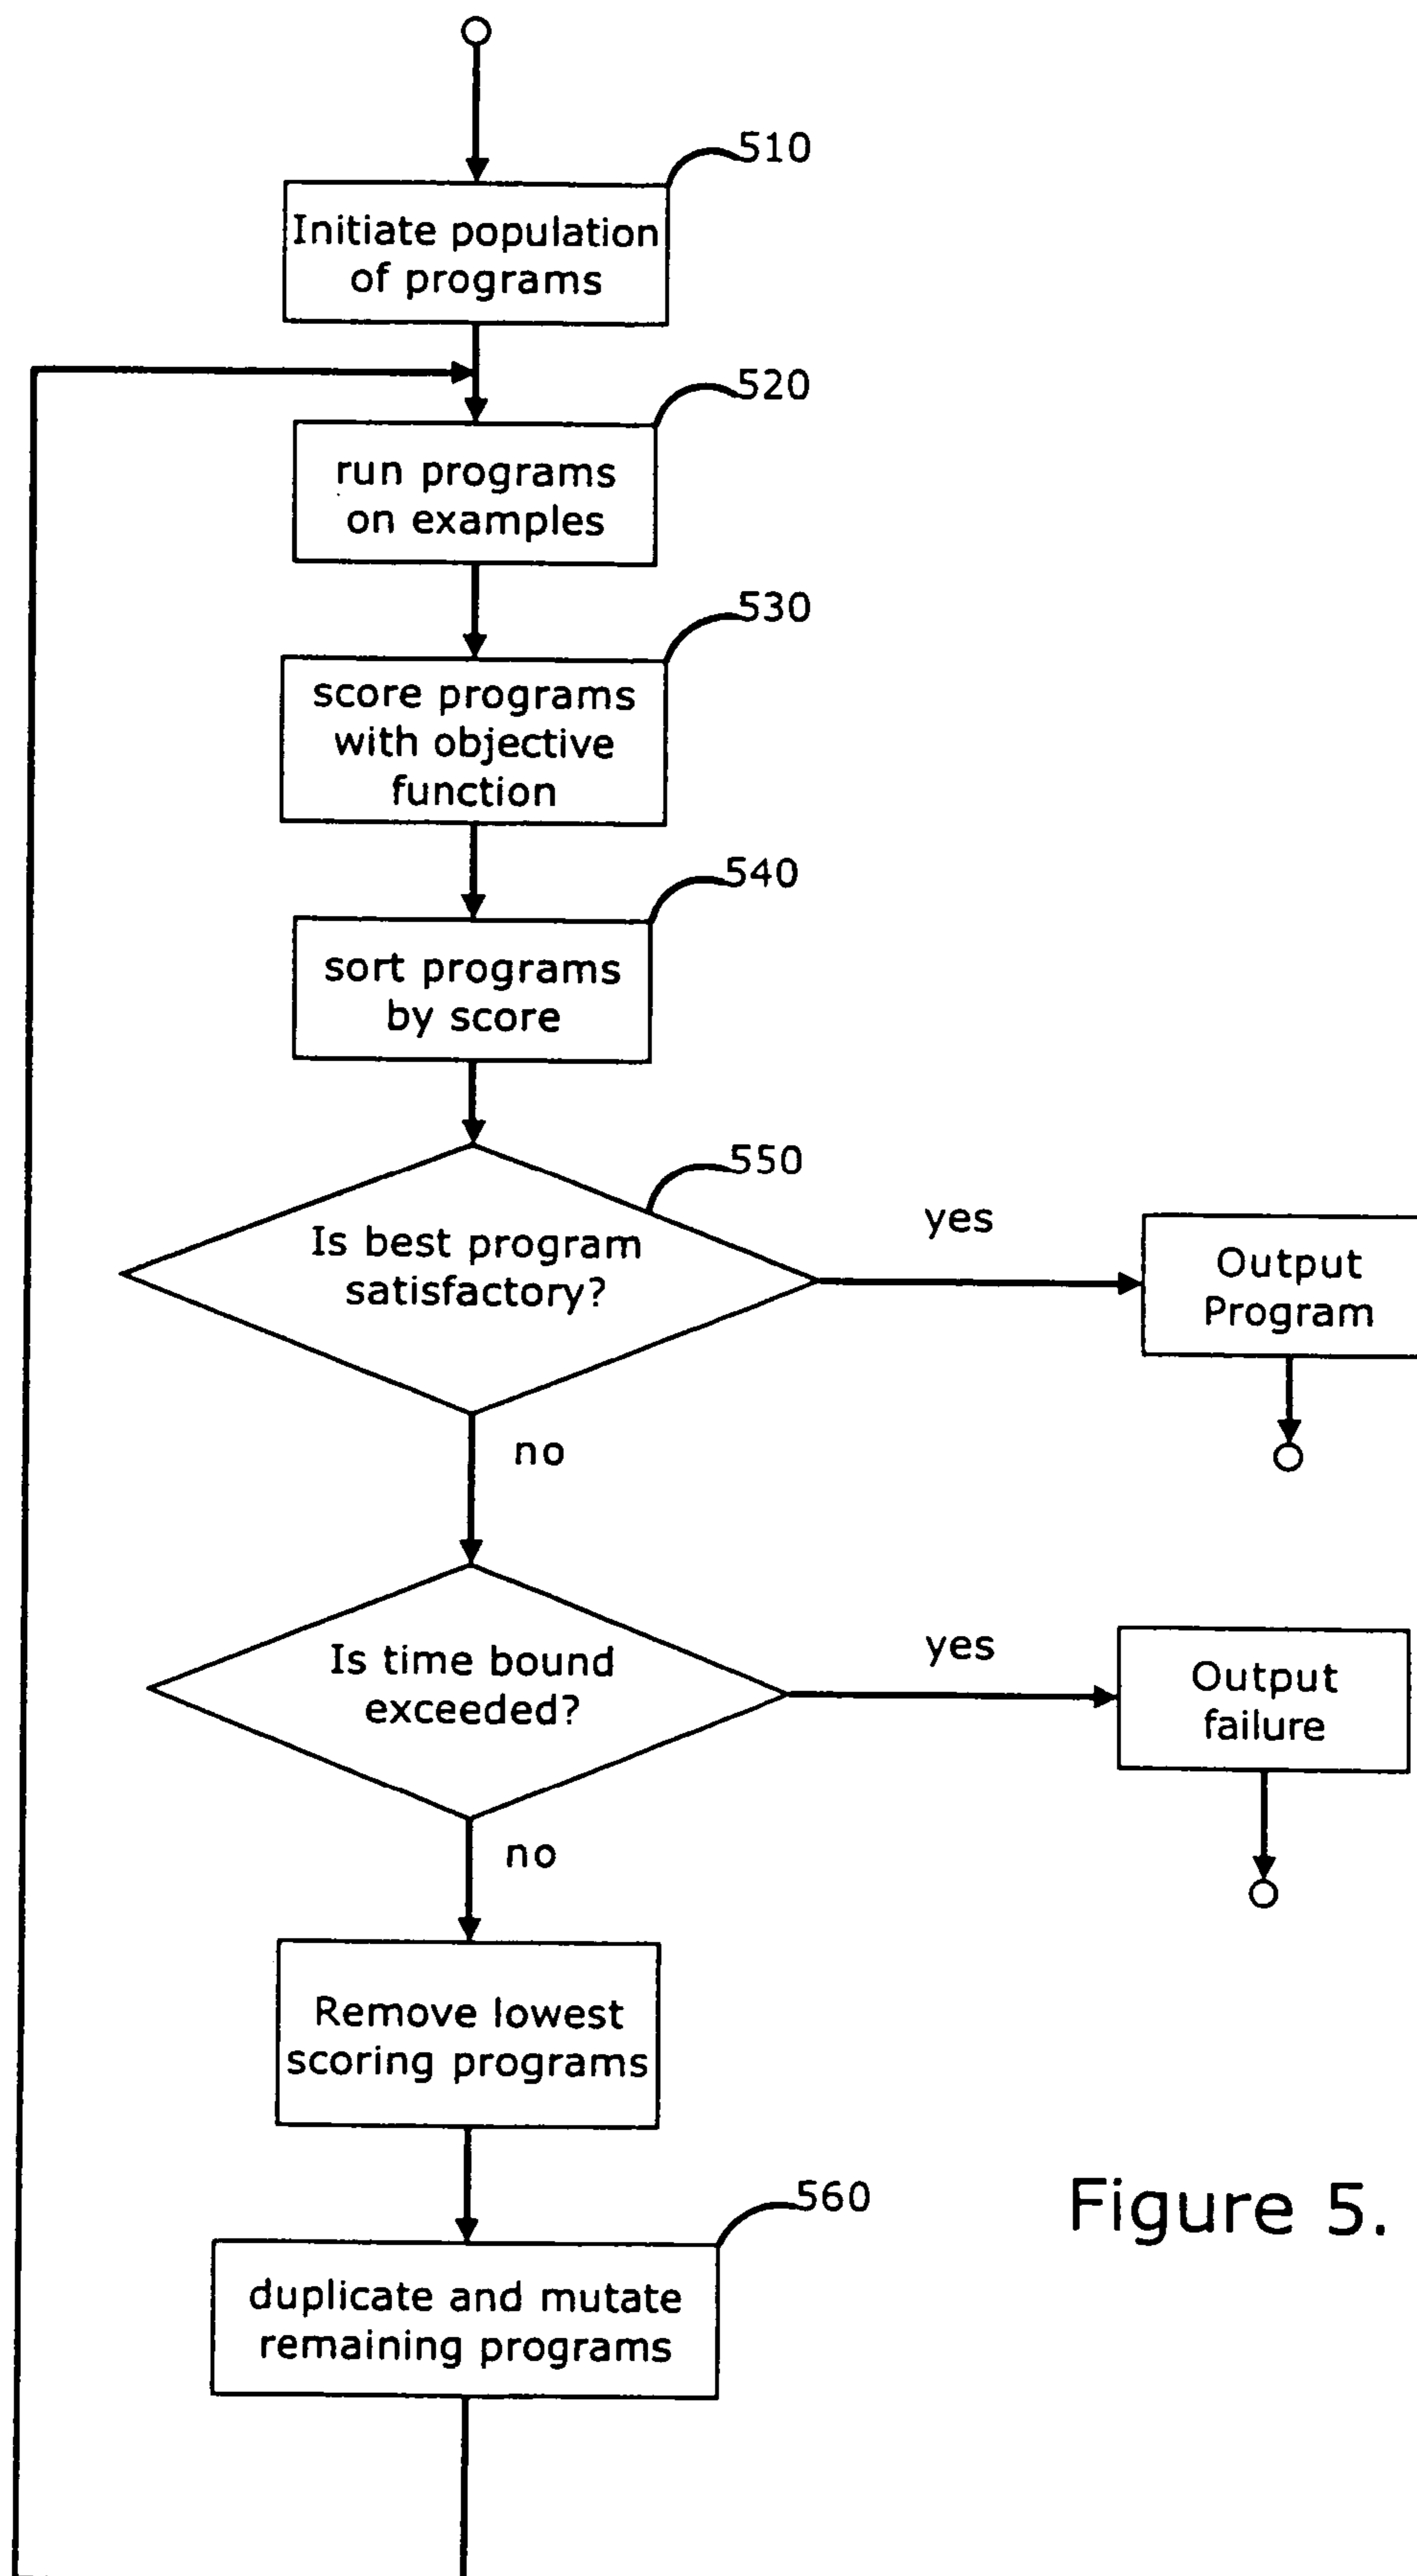 510
Initiate population
of programs
520
run programs
on examples
530
score programs
with objective
function
540
sort programs
by score
550
Is best program
satisfactory?
yes
Output
Program
no
Is time bound
exceeded?
yes
Output
failure
no
Remove lowest
scoring programs
560
duplicate and mutate
remaining programs
Figure 5.